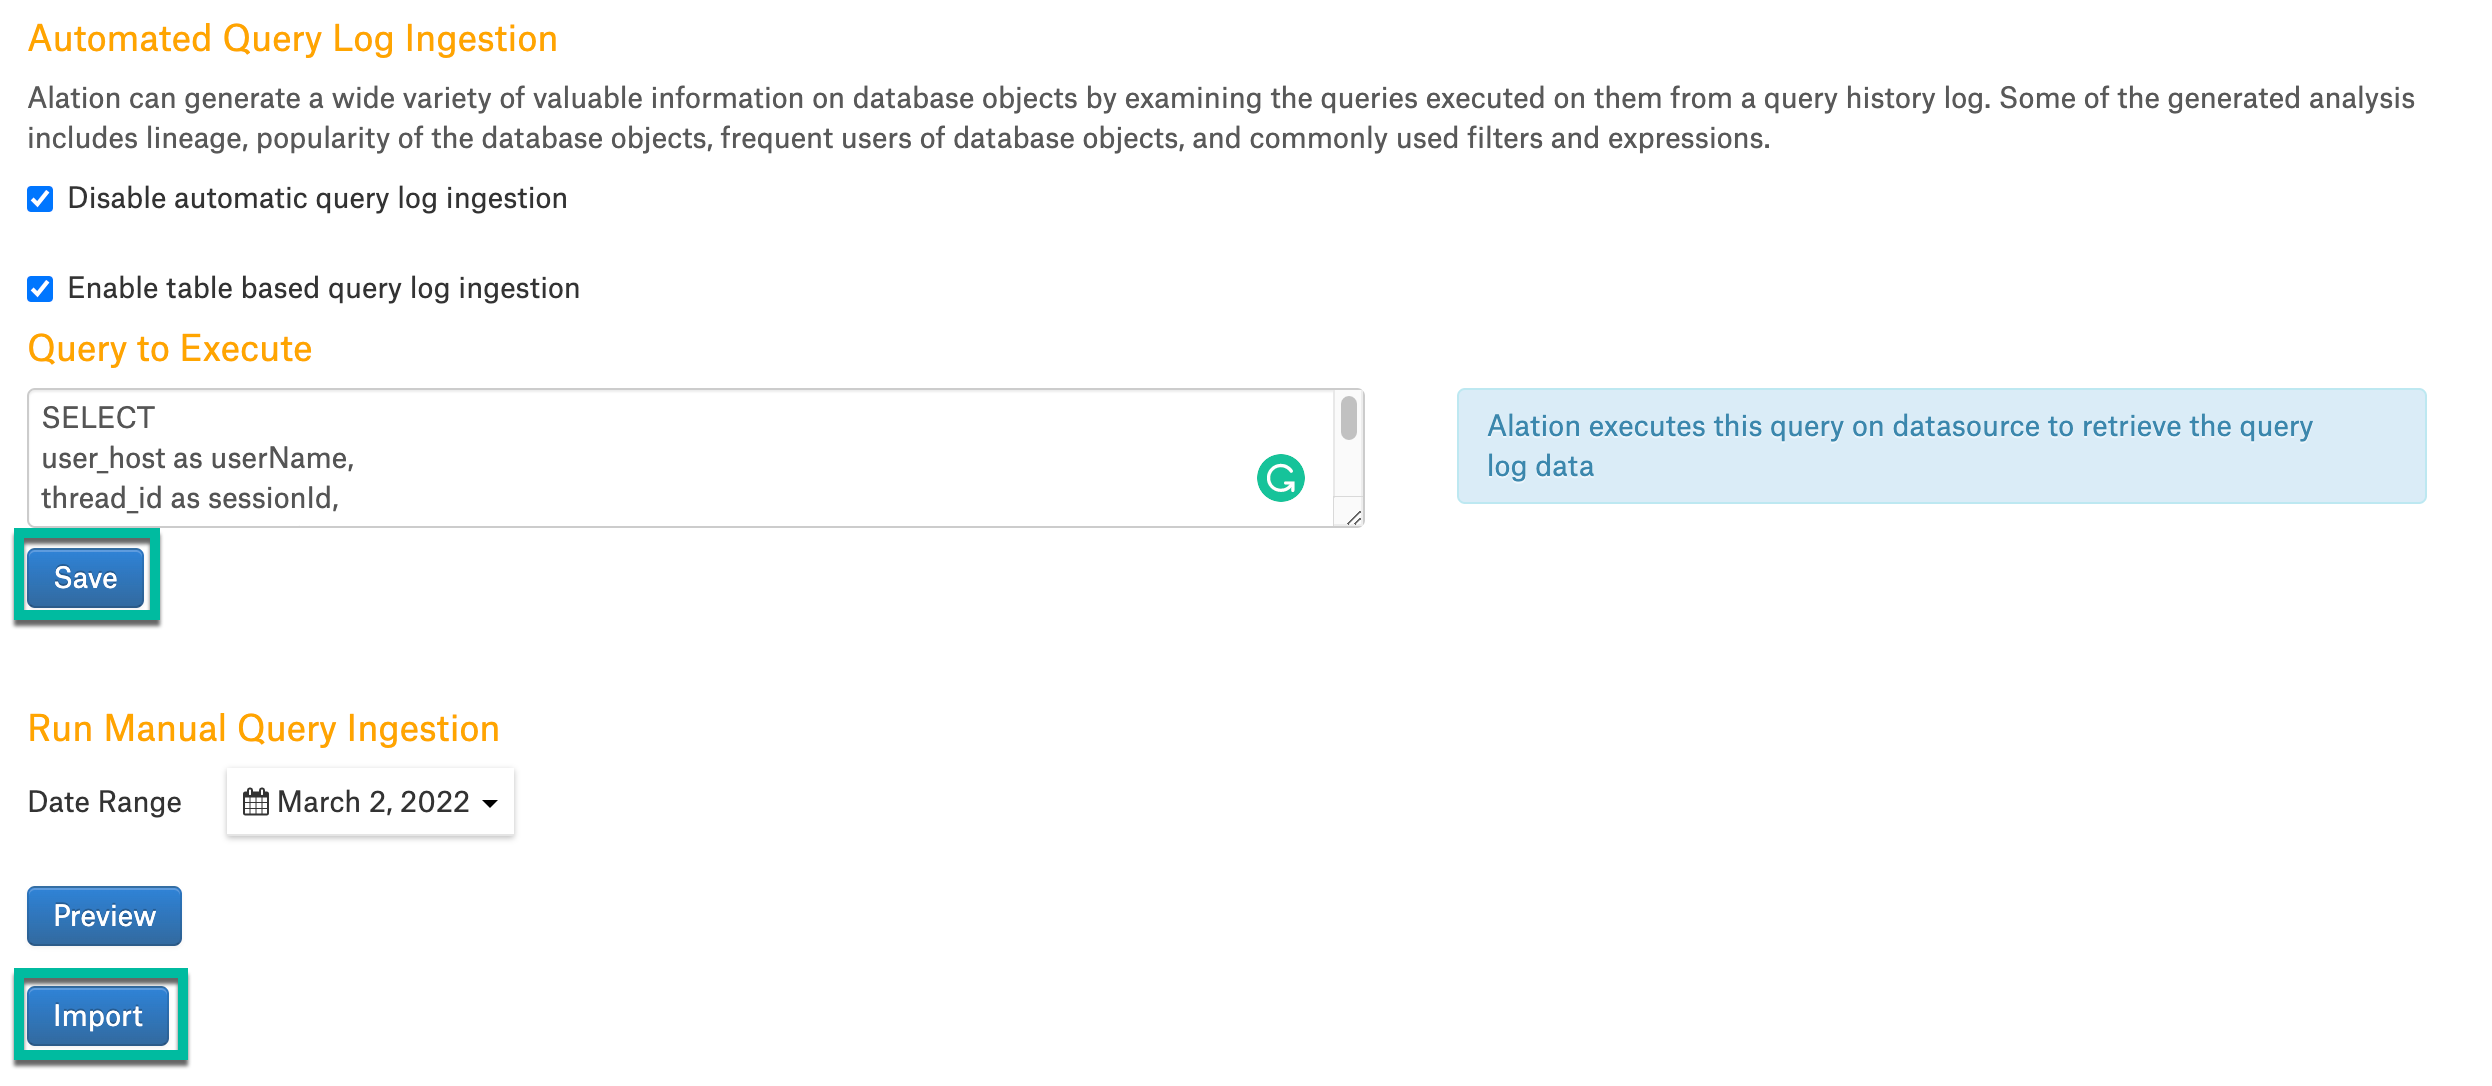 Automated Query Log Ingestion
Alation can generate a wide variety of valuable information on database objects by examining the queries executed on them from a query history log. Some of the generated analysis
includes lineage, popularity of the database objects, frequent users of database objects, and commonly used filters and expressions.
Disable automatic query log ingestion
Enable table based query log ingestion
Query to Execute
SELECT
user_host as userName,
thread_id as sessionId,
Alation executes this query on datasource to retrieve the query
log data
Save
Run Manual Query Ingestion
Date Range March 2, 2022
Preview
Import